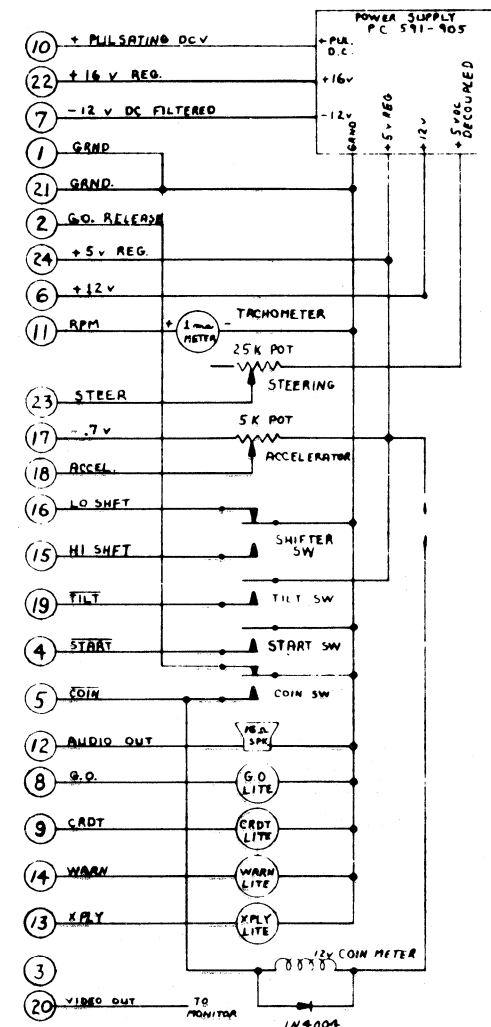 POWER SUPPLY
PC 591-905
10 + PULSATING DCV + PUL. D.C.
22 +16 v REG. +16v
7 -12 v DC FILTERED -12v
GRND
+5v REG
+12v
+5VDC DECOUPLED
1 GRND
21 GRND.
2 GO. RELEASE
24 +5v REG.
6 +12v
11 RPM + 1ma METER - TACHOMETER
25K POT
23 STEER STEERING
17 -.7v 5K POT
18 ACCEL. ACCELERATOR
16 LO SHFT
SHIFTER SW
15 HI SHFT
19 TILT TILT SW
4 START START SW
5 COIN COIN SW
12 AUDIO OUT 15Ω SPK
8 G.O. G.O LITE
9 CRDT CRDT LITE
14 WARN WARN LITE
13 XPLY XPLY LITE
12v COIN METER
3
20 VIDEO OUT TO MONITOR
1N4004